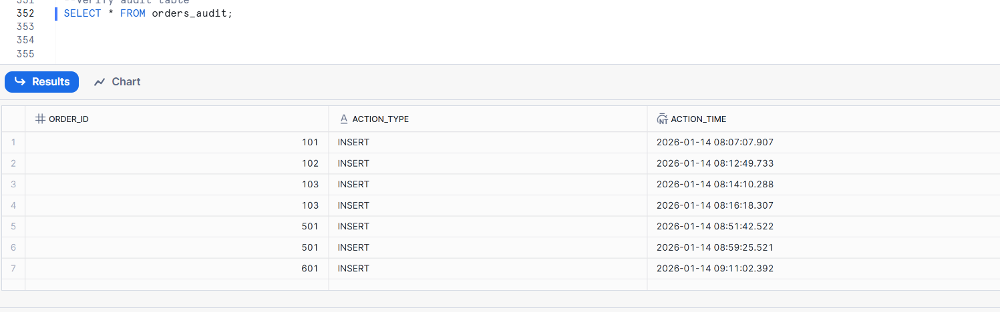 351 --Verify audit table
352 SELECT * FROM orders_audit;
353
354
355
Results Chart
ORDER_ID ACTION_TYPE ACTION_TIME
1 101 INSERT 2026-01-14 08:07:07.907
2 102 INSERT 2026-01-14 08:12:49.733
3 103 INSERT 2026-01-14 08:14:10.288
4 103 INSERT 2026-01-14 08:16:18.307
5 501 INSERT 2026-01-14 08:51:42.522
6 501 INSERT 2026-01-14 08:59:25.521
7 601 INSERT 2026-01-14 09:11:02.392